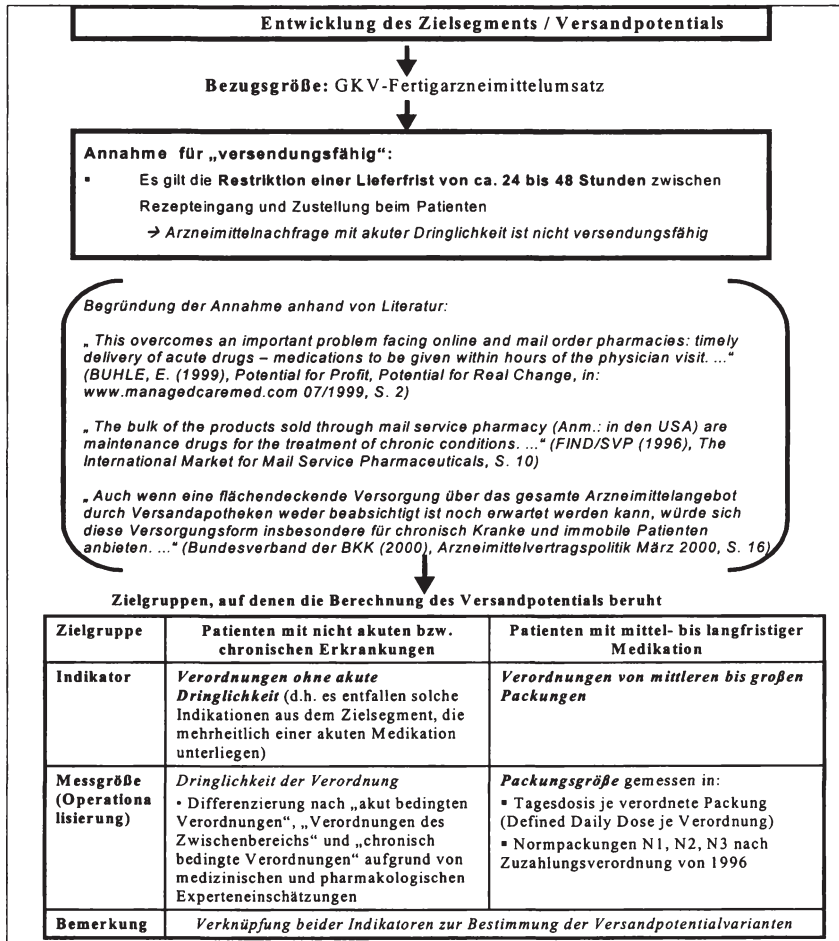 Entwicklung des Zielsegments / Versandpotentials
Bezugsgröße: GKV-Fertigarzneimittelumsatz
Annahme für „versendungsfähig“:
▪ Es gilt die Restriktion einer Lieferfrist von ca. 24 bis 48 Stunden zwischen
Rezepteingang und Zustellung beim Patienten
→ Arzneimittelnachfrage mit akuter Dringlichkeit ist nicht versendungsfähig
Begründung der Annahme anhand von Literatur:
„ This overcomes an important problem facing online and mail order pharmacies: timely
delivery of acute drugs – medications to be given within hours of the physician visit. ...“
(BUHLE, E. (1999), Potential for Profit, Potential for Real Change, in:
www.managedcaremed.com 07/1999, S. 2)
„ The bulk of the products sold through mail service pharmacy (Anm.: in den USA) are
maintenance drugs for the treatment of chronic conditions. ...“ (FIND/SVP (1996), The
International Market for Mail Service Pharmaceuticals, S. 10)
„Auch wenn eine flächendeckende Versorgung über das gesamte Arzneimittelangebot
durch Versandapotheken weder beabsichtigt ist noch erwartet werden kann, würde sich
diese Versorgungsform insbesondere für chronisch Kranke und immobile Patienten
anbieten. ...“ (Bundesverband der BKK (2000), Arzneimittelvertragspolitik März 2000, S. 16)
Zielgruppen, auf denen die Berechnung des Versandpotentials beruht
Zielgruppe
Patienten mit nicht akuten bzw.
chronischen Erkrankungen
Patienten mit mittel- bis langfristiger
Medikation
Indikator
Verordnungen ohne akute
Dringlichkeit (d.h. es entfallen solche
Indikationen aus dem Zielsegment, die
mehrheitlich einer akuten Medikation
unterliegen)
Verordnungen von mittleren bis großen
Packungen
Messgröße
(Operationa
lisierung)
Dringlichkeit der Verordnung
• Differenzierung nach „akut bedingten
Verordnungen“, „Verordnungen des
Zwischenbereichs“ und „chronisch
bedingte Verordnungen“ aufgrund von
medizinischen und pharmakologischen
Experteneinschätzungen
Packungsgröße gemessen in:
▪ Tagesdosis je verordnete Packung
(Defined Daily Dose je Verordnung)
▪ Normpackungen N1, N2, N3 nach
Zuzahlungsverordnung von 1996
Bemerkung
Verknüpfung beider Indikatoren zur Bestimmung der Versandpotentialvarianten